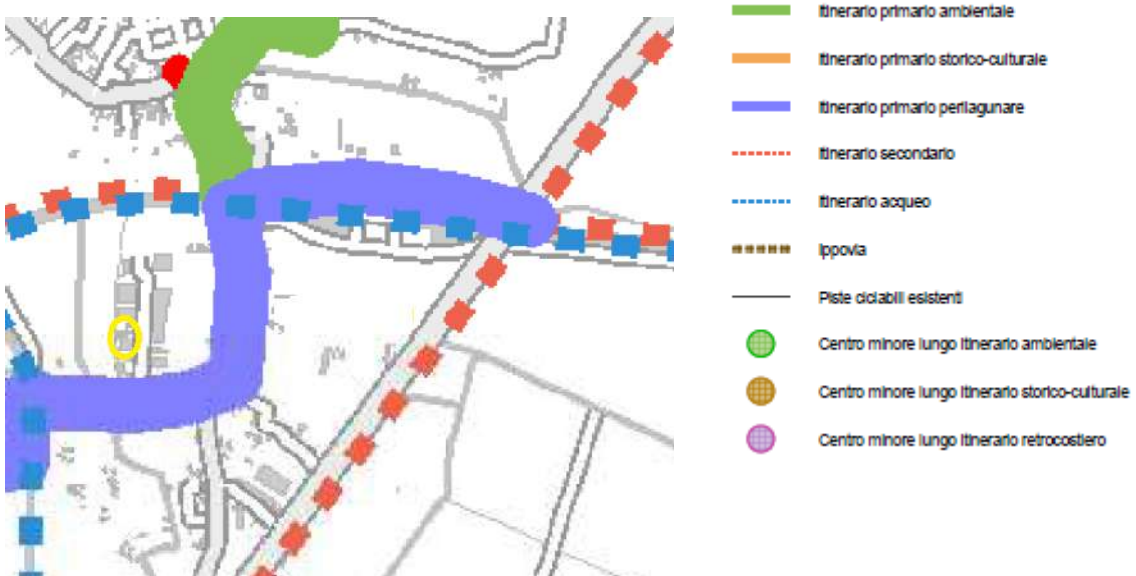 Itinerario primario ambientale
Itinerario primario storico-culturale
Itinerario primario perilagunare
Itinerario secondario
Itinerario acqueo
Ippovia
Piste ciclabili esistenti
Centro minore lungo itinerario ambientale
Centro minore lungo itinerario storico-culturale
Centro minore lungo itinerario retrocostiero